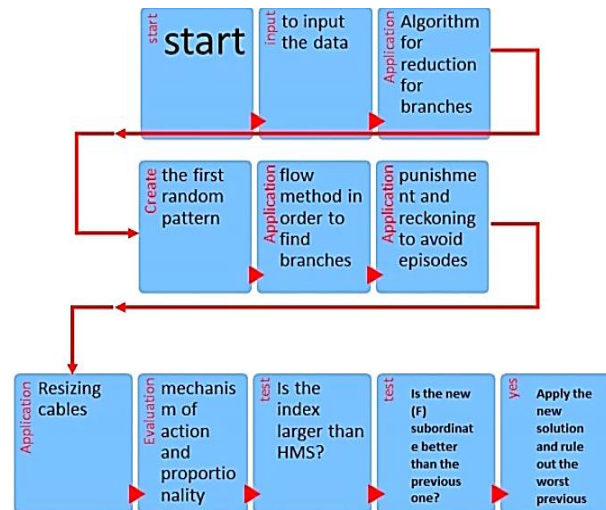 start
start
input
to input
the data
Application
Algorithm
for
reduction
for
branches
Create
the first
random
pattern
Application
flow
method in
order to
find
branches
Application
punishme
nt and
reckoning
to avoid
episodes
Application
Resizing
cables
Evaluation
mechanis
m of
action
and
proportio
nality
test
Is the
index
larger than
HMS?
test
Is the new
(F)
subordinat
e better
than the
previous
one?
yes
Apply the
new
solution
and rule
out the
worst
previous